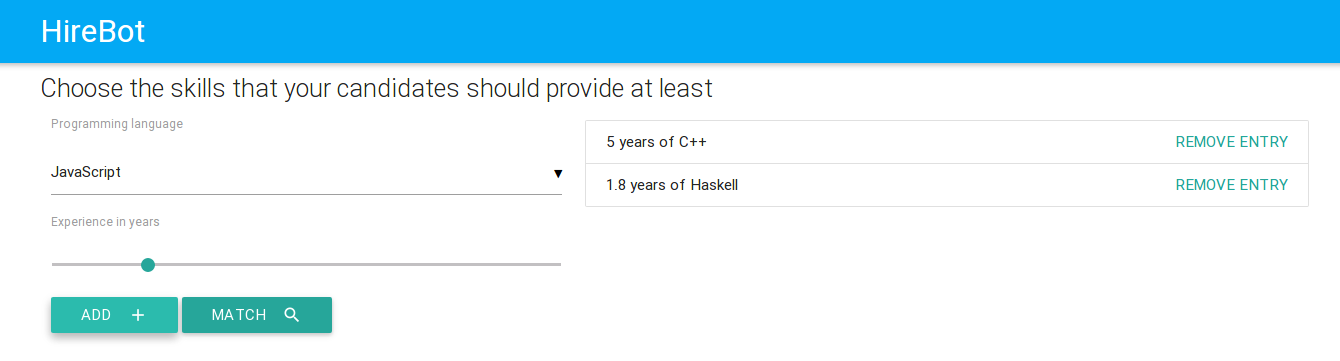 HireBot
Choose the skills that your candidates should provide at least
Programming language
JavaScript
Experience in years
ADD
MATCH
5 years of C++ REMOVE ENTRY
1.8 years of Haskell REMOVE ENTRY